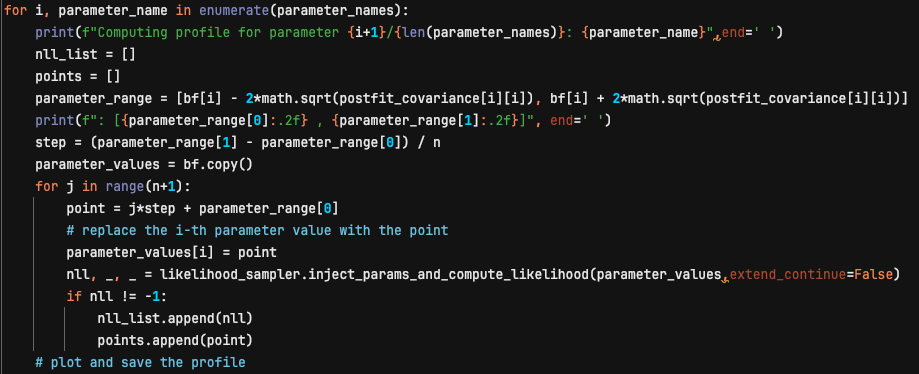 for i, parameter_name in enumerate(parameter_names):
    print(f"Computing profile for parameter {i+1}/{len(parameter_names)}: {parameter_name}",end=' ')
    nll_list = []
    points = []
    parameter_range = [bf[i] - 2*math.sqrt(postfit_covariance[i][i]), bf[i] + 2*math.sqrt(postfit_covariance[i][i])]
    print(f": [{parameter_range[0]:.2f} , {parameter_range[1]:.2f}]", end=' ')
    step = (parameter_range[1] - parameter_range[0]) / n
    parameter_values = bf.copy()
    for j in range(n+1):
        point = j*step + parameter_range[0]
        # replace the i-th parameter value with the point
        parameter_values[i] = point
        nll, _, _ = likelihood_sampler.inject_params_and_compute_likelihood(parameter_values,extend_continue=False)
        if nll != -1:
            nll_list.append(nll)
            points.append(point)
    # plot and save the profile